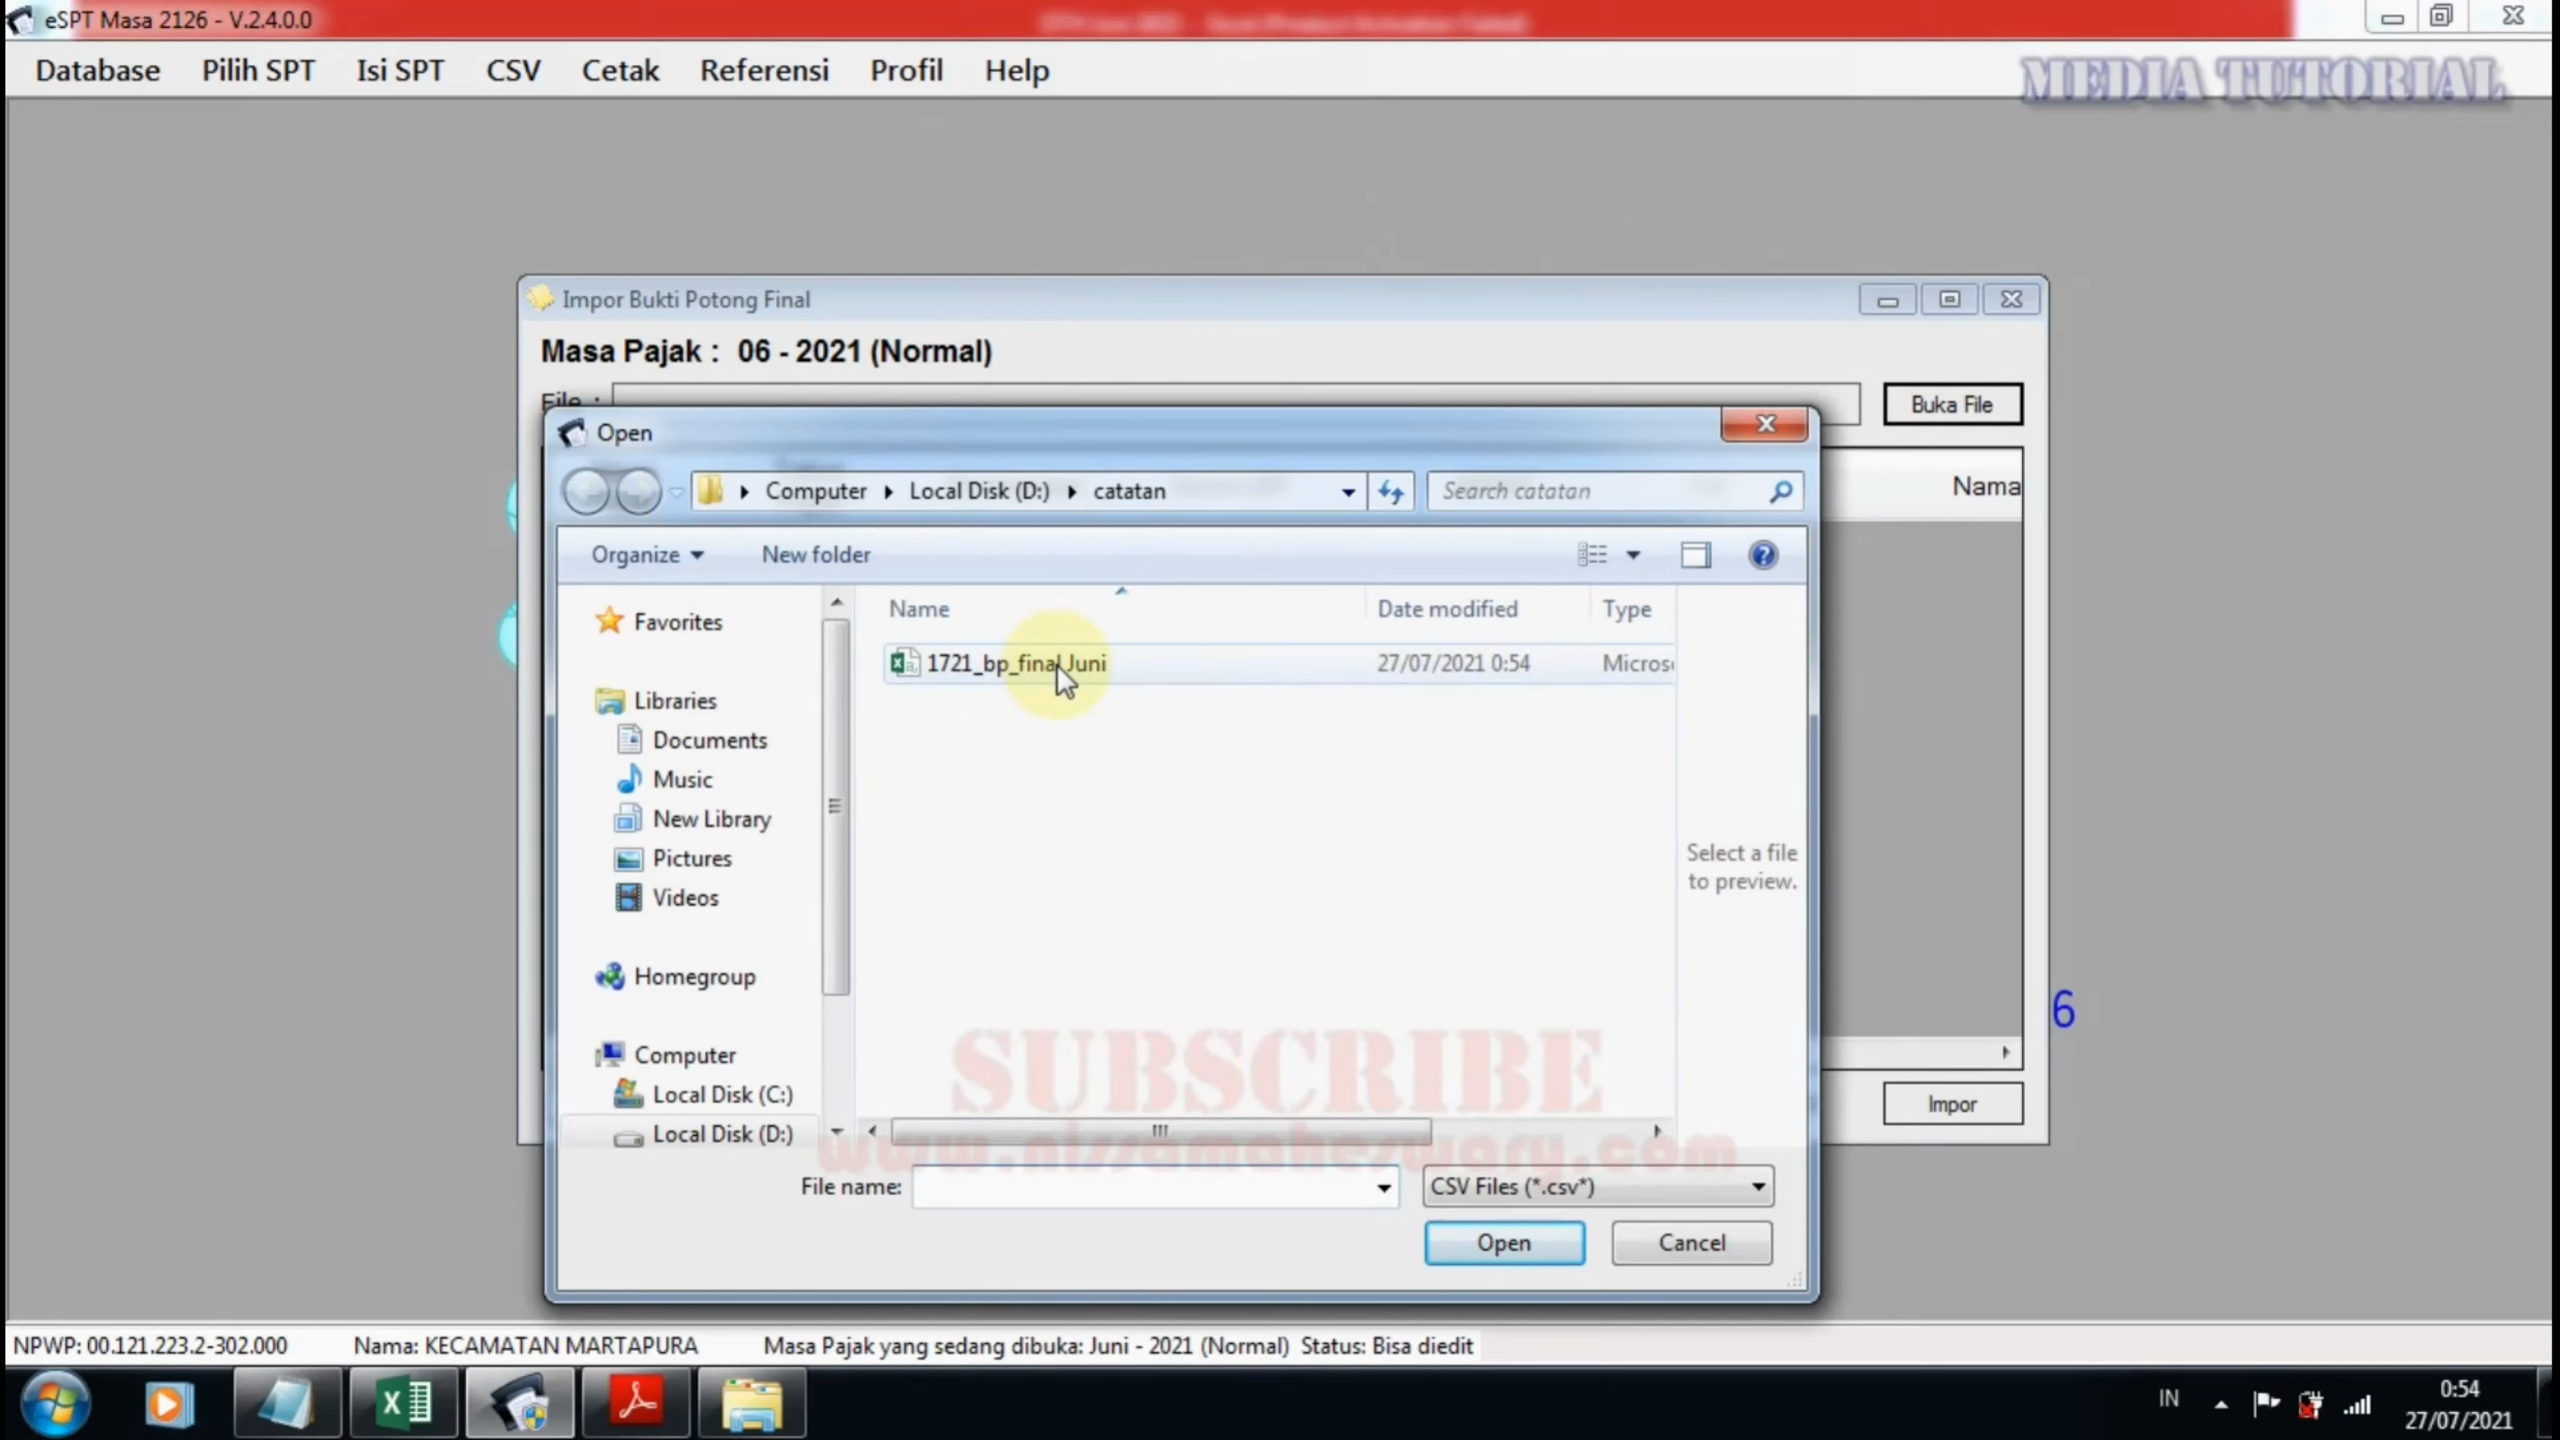 eSPT Masa 2126 - V.2.4.0.0
Database Pilih SPT Isi SPT CSV Cetak Referensi Profil Help
MEDIA TUTORIAL
Impor Bukti Potong Final
Masa Pajak : 06 - 2021 (Normal)
File :
Buka File
Open
Computer Local Disk (D:) catatan
Search catatan
Nama
Organize New folder
Name Date modified Type
1721_bp_final Juni 27/07/2021 0:54 Micros
Favorites
Libraries
Documents
Music
New Library
Pictures
Videos
Homegroup
Computer
Local Disk (C:)
Local Disk (D:)
Select a file
to preview.
6
SUBSCRIBE
www.nissamaheswary.com
Impor
File name:
CSV Files (*.csv*)
Open Cancel
NPWP: 00.121.223.2-302.000 Nama: KECAMATAN MARTAPURA Masa Pajak yang sedang dibuka: Juni - 2021 (Normal) Status: Bisa diedit
IN
0:54
27/07/2021